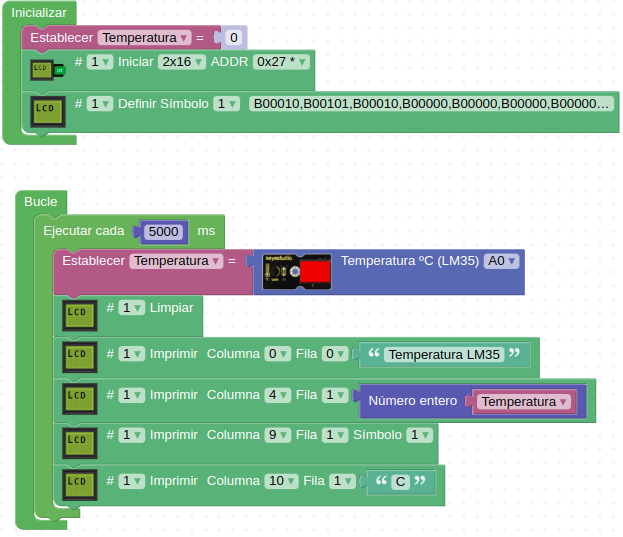 Inicializar
Establecer Temperatura = 0
LCD # 1 Iniciar 2x16 ADDR 0x27 *
LCD # 1 Definir Símbolo 1 B00010,B00101,B00010,B00000,B00000,B00000,B00000...
Bucle
Ejecutar cada 5000 ms
Establecer Temperatura = keyestudio Temperatura ºC (LM35) A0
LCD # 1 Limpiar
LCD # 1 Imprimir Columna 0 Fila 0 “ Temperatura LM35 ”
LCD # 1 Imprimir Columna 4 Fila 1 Número entero Temperatura
LCD # 1 Imprimir Columna 9 Fila 1 Símbolo 1
LCD # 1 Imprimir Columna 10 Fila 1 “ C ”